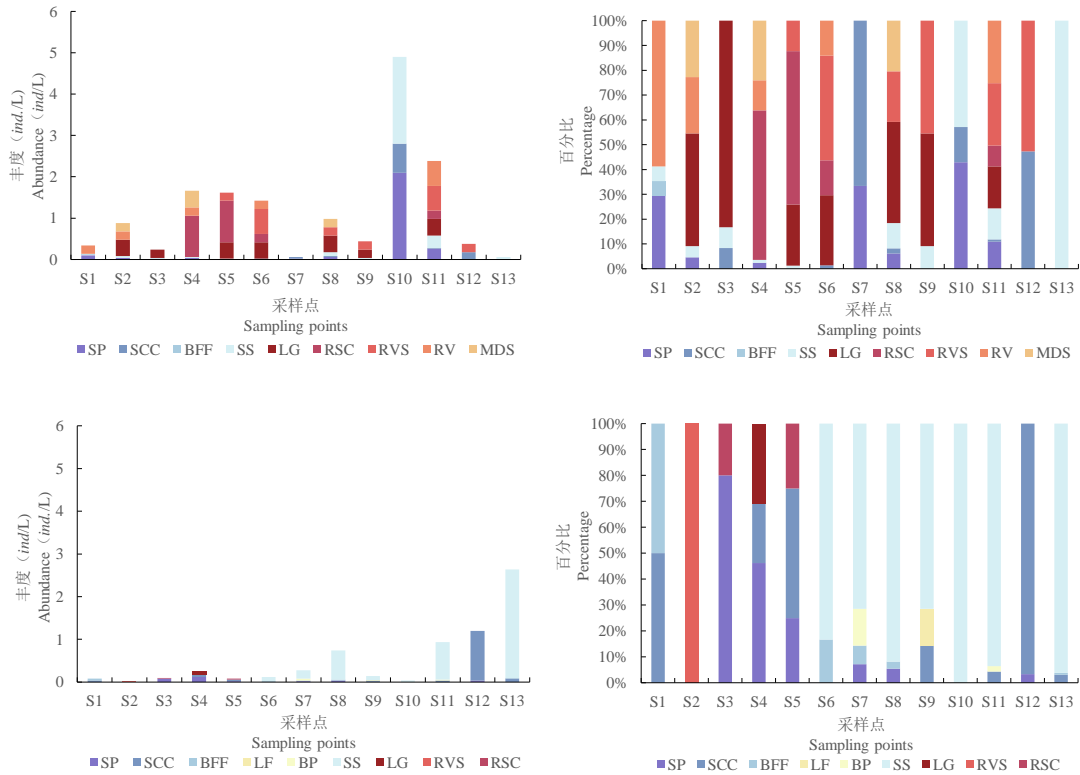 6
5
4
3
2
1
0
丰度（ind./L）
Abundance (ind/L)
S1 S2 S3 S4 S5 S6 S7 S8 S9 S10 S11 S12 S13
采样点
Sampling points
SP SCC BFF SS LG RSC RVS RV MDS
100%
90%
80%
70%
60%
50%
40%
30%
20%
10%
0%
百分比
Percentage
S1 S2 S3 S4 S5 S6 S7 S8 S9 S10 S11 S12 S13
采样点
Sampling points
SP SCC BFF SS LG RSC RVS RV MDS
6
5
4
3
2
1
0
丰度（ind/L）
Abundance (ind./L)
S1 S2 S3 S4 S5 S6 S7 S8 S9 S10 S11 S12 S13
采样点
Sampling points
SP SCC BFF LF BP SS LG RVS RSC
100%
90%
80%
70%
60%
50%
40%
30%
20%
10%
0%
百分比
Percentage
S1 S2 S3 S4 S5 S6 S7 S8 S9 S10 S11 S12 S13
采样点
Sampling points
SP SCC BFF LF BP SS LG RVS RSC